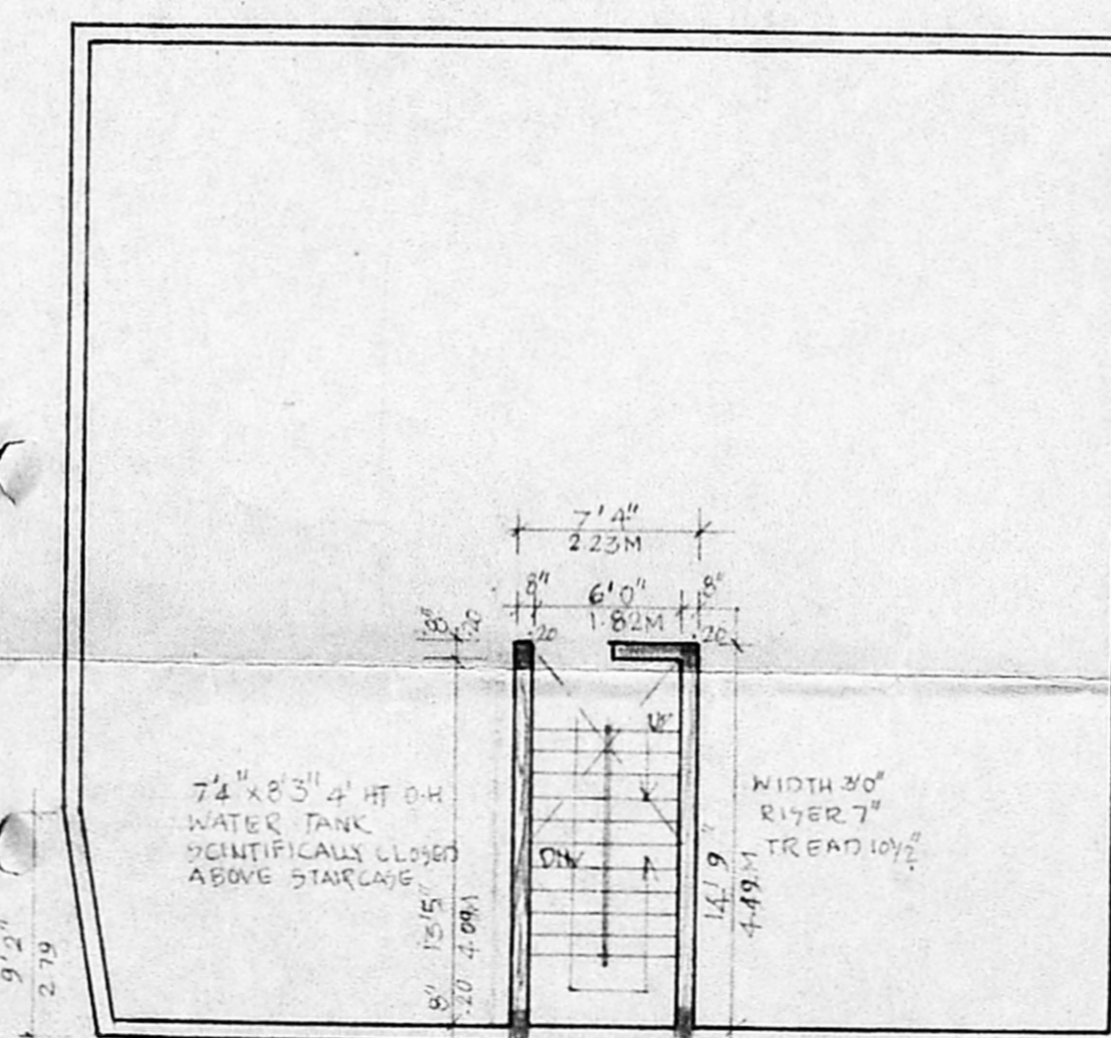 7'4"
2.23M
8"
6'0"
8"
.20
1.82M
.20
8"
.20
UP
7'4"x8'3" 4' HT O.H
WATER TANK
SCINTIFICALLY CLOSED
ABOVE STAIRCASE
WIDTH 3'0"
RISER 7"
TREAD 10½"
DN
13'5"
4.09M
14'9"
4.49M
8"
.20
9'2"
2.79